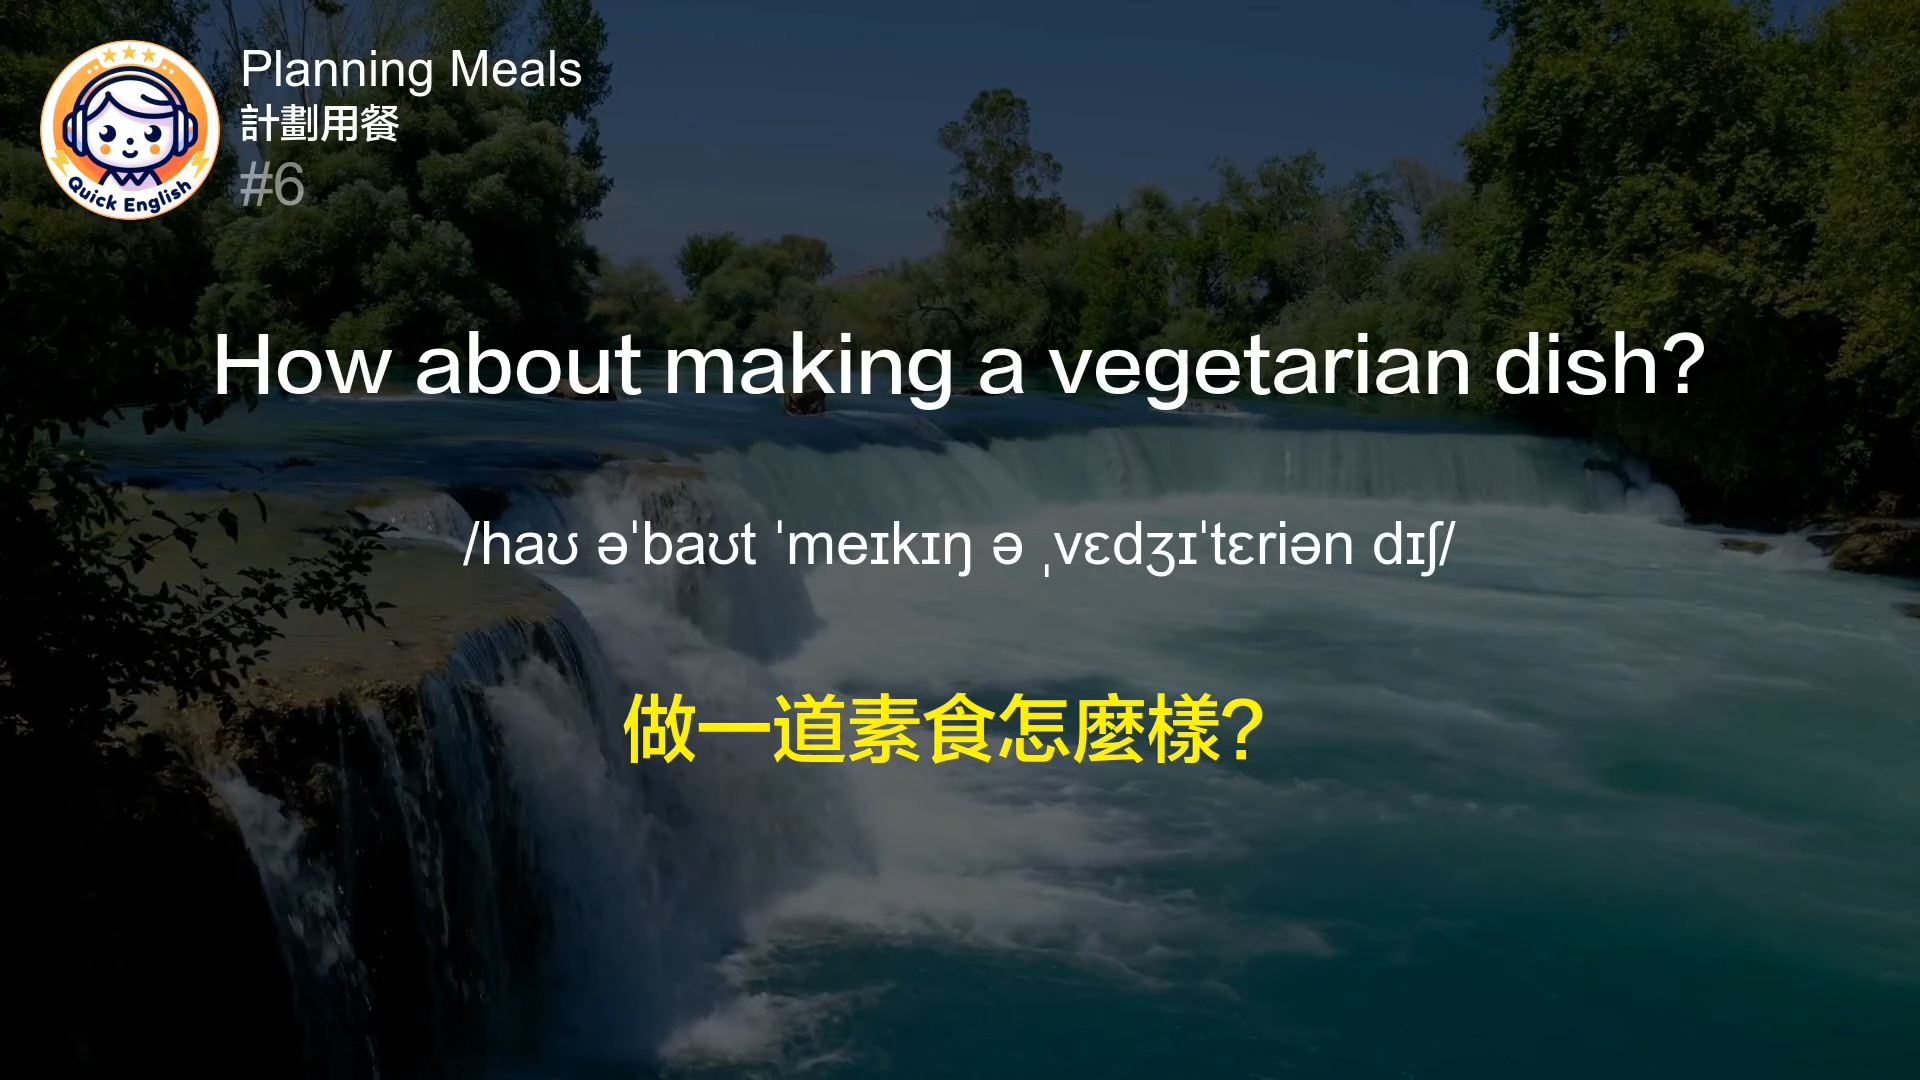 Planning Meals
計劃用餐
#6
Quick English
How about making a vegetarian dish?
/haʊ əˈbaʊt ˈmeɪkɪŋ ə ˌvɛdʒɪˈtɛriən dɪʃ/
做一道素食怎麼樣?